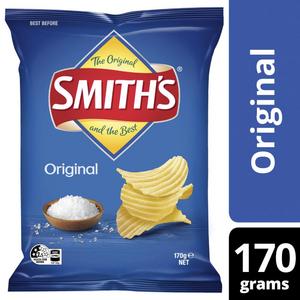 BEST BEFORE
The Original
SMITH'S®
and the Best
Original
170g e
NET
Original
170
grams